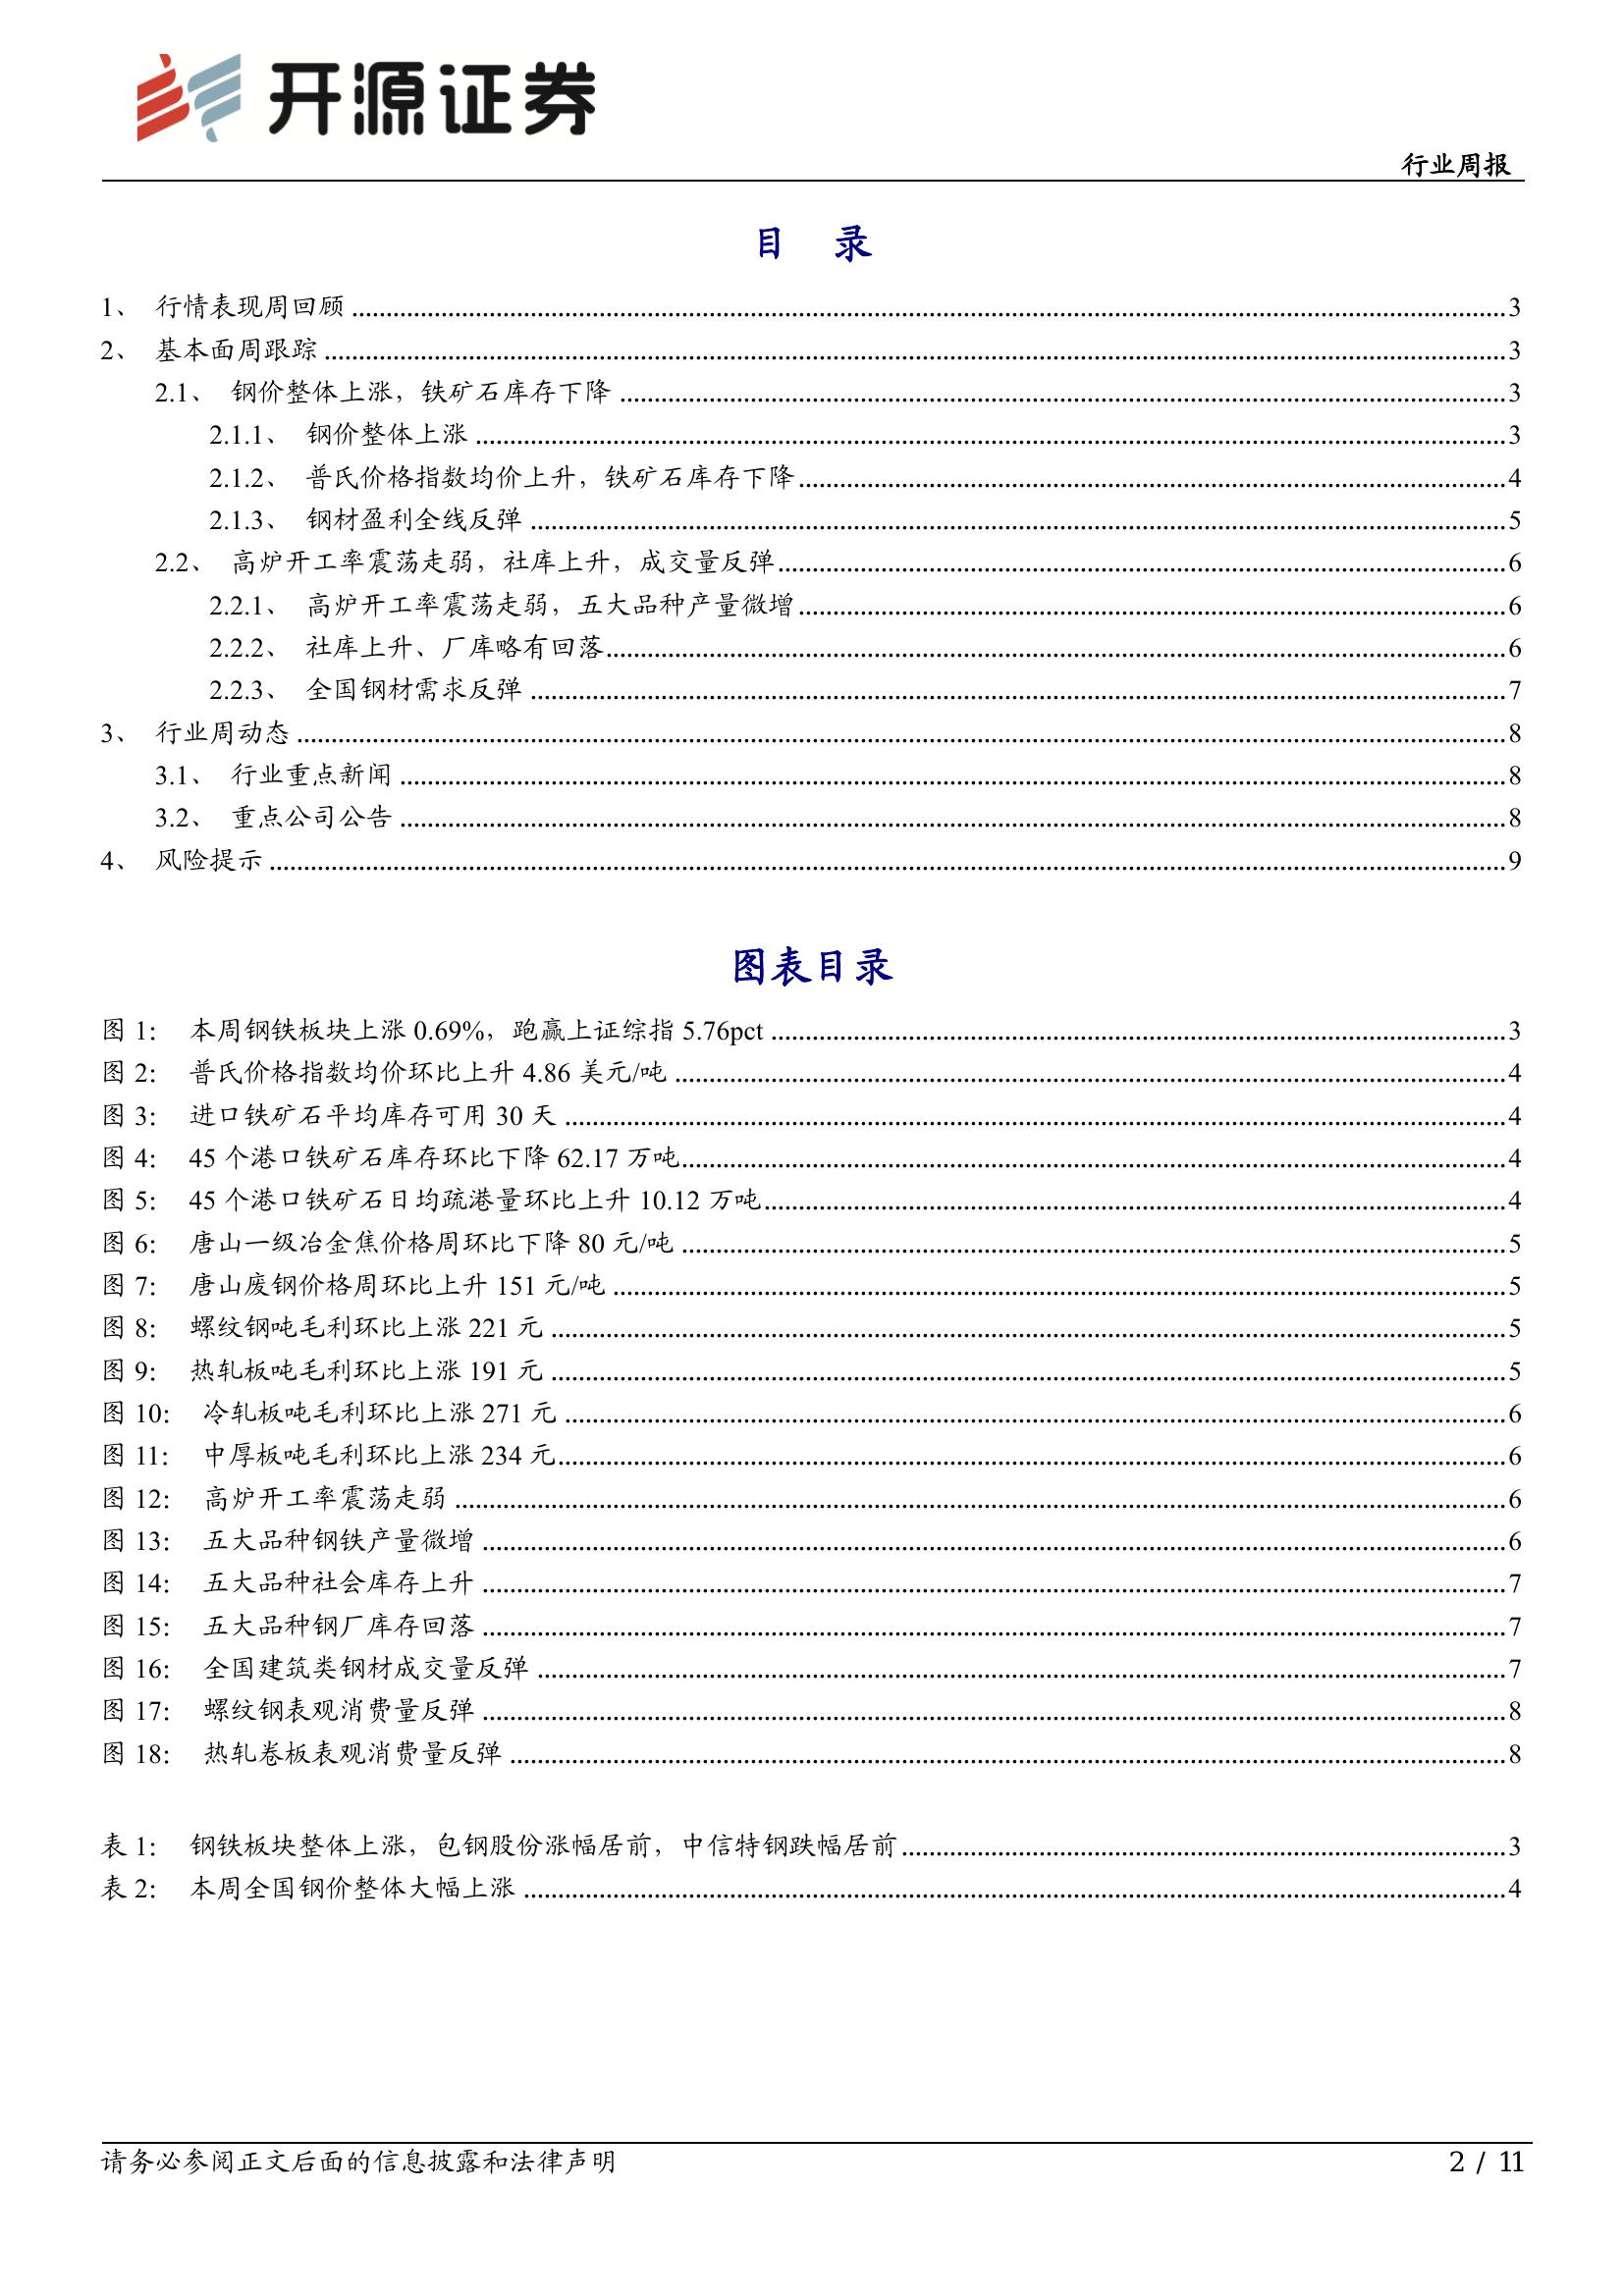 开源证券
行业周报
目 录
1、 行情表现周回顾 3
2、 基本面周跟踪 3
2.1、 钢价整体上涨，铁矿石库存下降 3
2.1.1、 钢价整体上涨 3
2.1.2、 普氏价格指数均价上升，铁矿石库存下降 4
2.1.3、 钢材盈利全线反弹 5
2.2、 高炉开工率震荡走弱，社库上升，成交量反弹 6
2.2.1、 高炉开工率震荡走弱，五大品种产量微增 6
2.2.2、 社库上升、厂库略有回落 6
2.2.3、 全国钢材需求反弹 7
3、 行业周动态 8
3.1、 行业重点新闻 8
3.2、 重点公司公告 8
4、 风险提示 9
图表目录
图 1： 本周钢铁板块上涨 0.69%，跑赢上证综指 5.76pct 3
图 2： 普氏价格指数均价环比上升 4.86 美元/吨 4
图 3： 进口铁矿石平均库存可用 30 天 4
图 4： 45 个港口铁矿石库存环比下降 62.17 万吨 4
图 5： 45 个港口铁矿石日均疏港量环比上升 10.12 万吨 4
图 6： 唐山一级冶金焦价格周环比下降 80 元/吨 5
图 7： 唐山废钢价格周环比上升 151 元/吨 5
图 8： 螺纹钢吨毛利环比上涨 221 元 5
图 9： 热轧板吨毛利环比上涨 191 元 5
图 10： 冷轧板吨毛利环比上涨 271 元 6
图 11： 中厚板吨毛利环比上涨 234 元 6
图 12： 高炉开工率震荡走弱 6
图 13： 五大品种钢铁产量微增 6
图 14： 五大品种社会库存上升 7
图 15： 五大品种钢厂库存回落 7
图 16： 全国建筑类钢材成交量反弹 7
图 17： 螺纹钢表观消费量反弹 8
图 18： 热轧卷板表观消费量反弹 8
表 1： 钢铁板块整体上涨，包钢股份涨幅居前，中信特钢跌幅居前 3
表 2： 本周全国钢价整体大幅上涨 4
请务必参阅正文后面的信息披露和法律声明
2 / 11